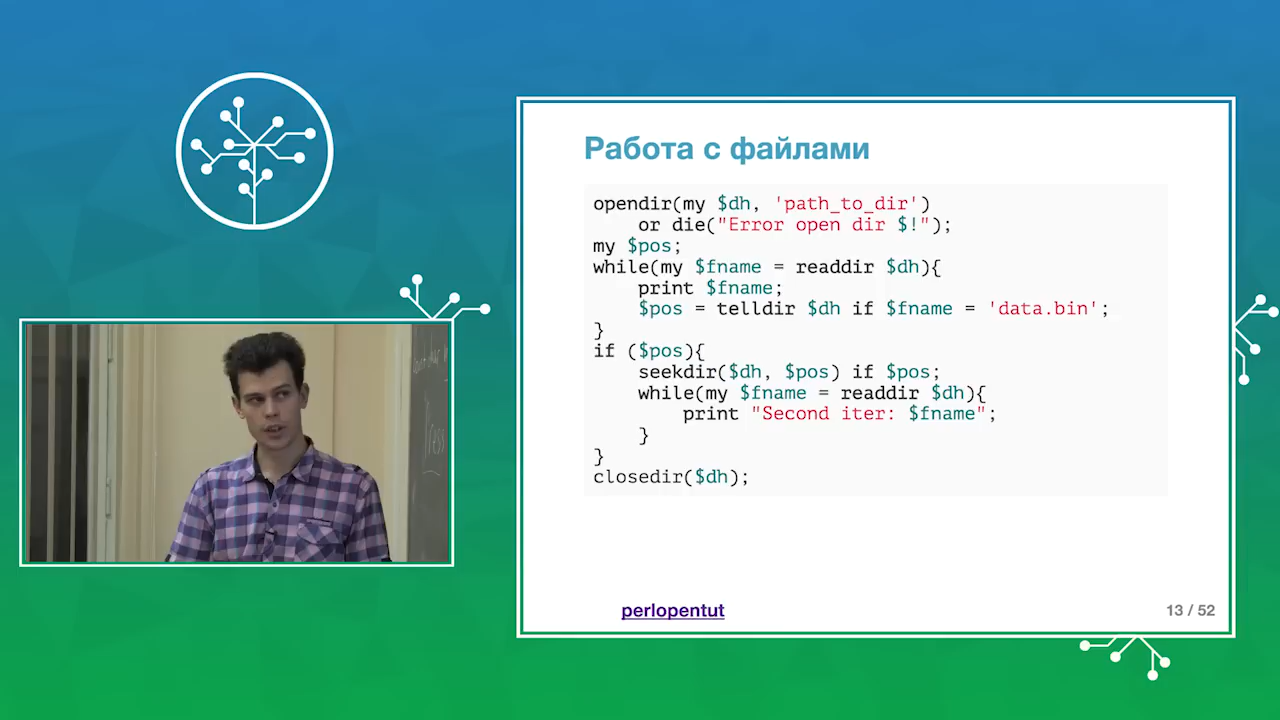 Работа с файлами
opendir(my $dh, 'path_to_dir')
    or die("Error open dir $!");
my $pos;
while(my $fname = readdir $dh){
    print $fname;
    $pos = telldir $dh if $fname = 'data.bin';
}
if ($pos){
    seekdir($dh, $pos) if $pos;
    while(my $fname = readdir $dh){
        print "Second iter: $fname";
    }
}
closedir($dh);
perlopentut
13 / 52